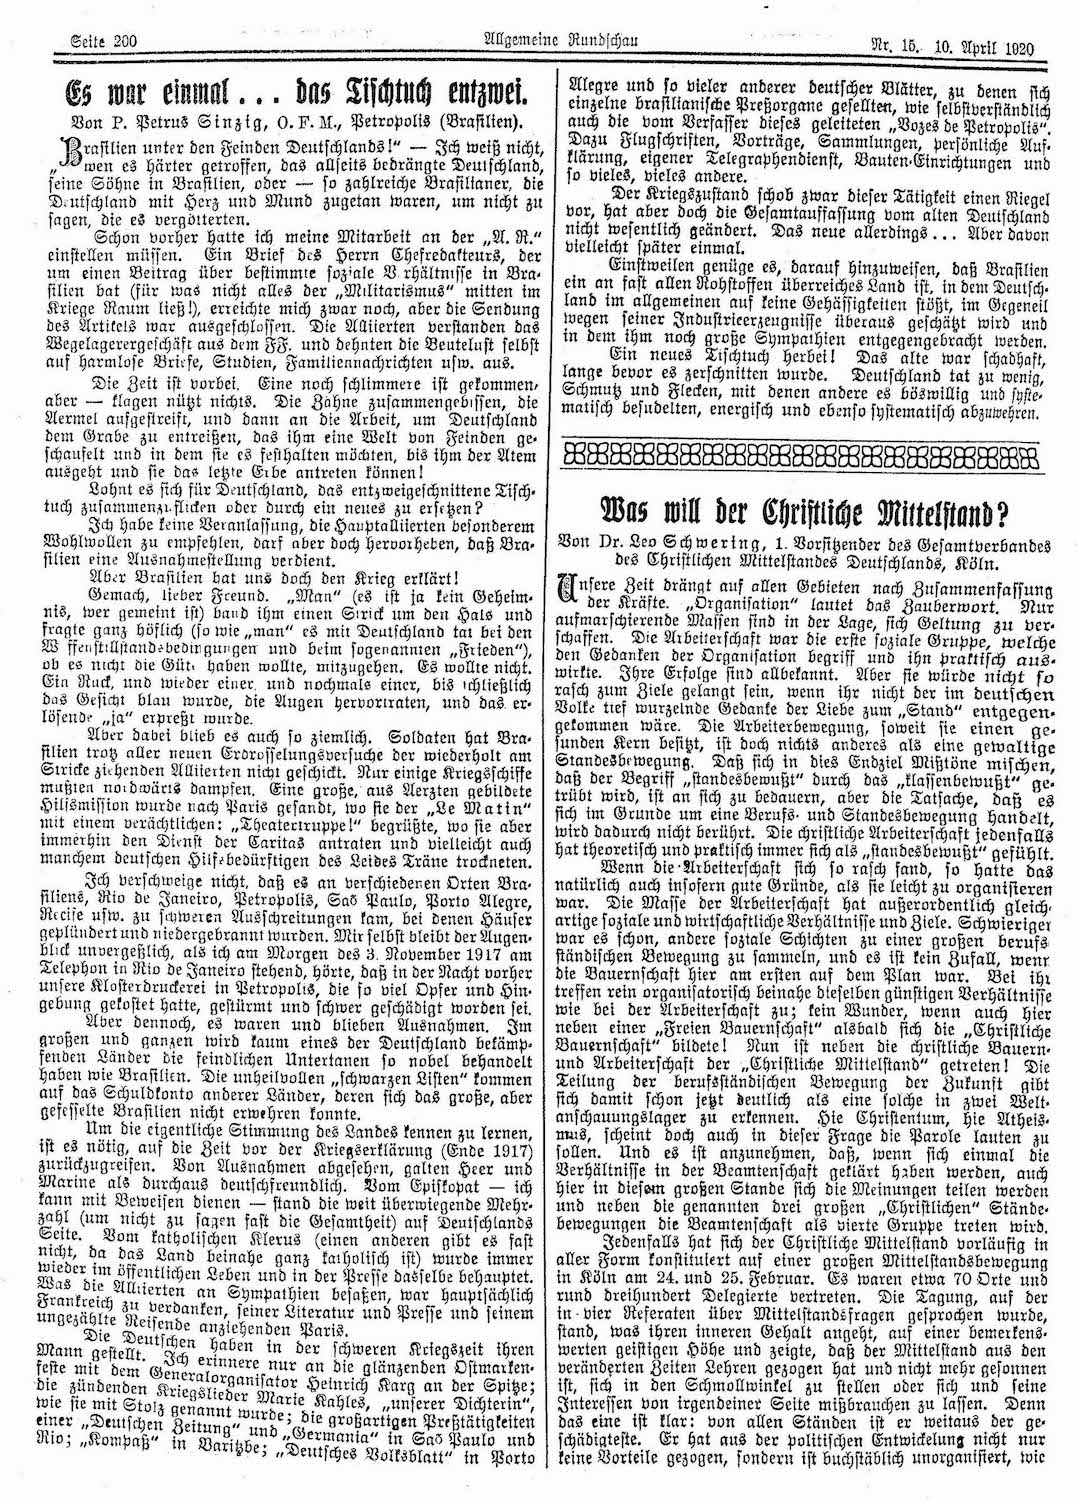 Seite 200
Allgemeine Rundschau
Nr. 15. 10. April 1920
Es war einmal ... das Tischtuch entzwei.
Von P. Petrus Sinzig, O. F. M., Petropolis (Brasilien).
„Brasilien unter den Feinden Deutschlands!“ — Ich weiß nicht,
wen es härter getroffen, das allseits bedrängte Deutschland,
seine Söhne in Brasilien, oder — so zahlreiche Brasilianer, die
Deutschland mit Herz und Mund zugetan waren, um nicht zu
sagen, die es vergötterten.
Schon vorher hatte ich meine Mitarbeit an der „A. R.“
einstellen müssen. Ein Brief des Herrn Chefredakteurs, der
um einen Beitrag über bestimmte soziale Verhältnisse in Bra-
silien bat (für was nicht alles der „Militarismus“ mitten im
Kriege Raum ließ!), erreichte mich zwar noch, aber die Sendung
des Artikels war ausgeschlossen. Die Alliierten verstanden das
Wegelagerergeschäft aus dem FF. und dehnten die Beutelust selbst
auf harmlose Briefe, Studien, Familiennachrichten usw. aus.
Die Zeit ist vorbei. Eine noch schlimmere ist gekommen,
aber — klagen nützt nichts. Die Zähne zusammengebissen, die
Aermel aufgestreift, und dann an die Arbeit, um Deutschland
dem Grabe zu entreißen, das ihm eine Welt von Feinden ge-
schaufelt und in dem sie es festhalten möchten, bis ihm der Atem
ausgeht und sie das letzte Erbe antreten können!
Lohnt es sich für Deutschland, das entzweigeschnittene Tisch-
tuch zusammenzuflicken oder durch ein neues zu ersetzen?
Ich habe keine Veranlassung, die Hauptalliierten besonderem
Wohlwollen zu empfehlen, darf aber doch hervorheben, daß Bra-
silien eine Ausnahmestellung verdient.
Aber Brasilien hat uns doch den Krieg erklärt!
Gemach, lieber Freund. „Man“ (es ist ja kein Geheim-
nis, wer gemeint ist) band ihm einen Strick um den Hals und
fragte ganz höflich (so wie „man“ es mit Deutschland tat bei den
Waffenstillstandsbedingungen und beim sogenannten „Frieden“),
ob es nicht die Güte haben wollte, mitzugehen. Es wollte nicht.
Ein Ruck, und wieder einer, und nochmals einer, bis schließlich
das Gesicht blau wurde, die Augen hervortraten, und das er-
lösende „ja“ erpreßt wurde.
Aber dabei blieb es auch so ziemlich. Soldaten hat Bra-
silien trotz aller neuen Erdrosselungsversuche der wiederholt am
Stricke ziehenden Alliierten nicht geschickt. Nur einige Kriegsschiffe
mußten nordwärts dampfen. Eine große, aus Aerzten gebildete
Hilfsmission wurde nach Paris gesandt, wo sie der „Le Matin“
mit einem verächtlichen: „Theatertruppe!“ begrüßte, wo sie aber
immerhin den Dienst der Caritas antraten und vielleicht auch
manchem deutschen Hilfsbedürftigen des Leides Träne trockneten.
Ich verschweige nicht, daß es an verschiedenen Orten Bra-
siliens, Rio de Janeiro, Petropolis, Saõ Paulo, Porto Alegre,
Recife usw. zu schweren Ausschreitungen kam, bei denen Häuser
geplündert und niedergebrannt wurden. Mir selbst bleibt der Augen-
blick unvergeßlich, als ich am Morgen des 3. November 1917 am
Telephon in Rio de Janeiro stehend, hörte, daß in der Nacht vorher
unsere Klosterdruckerei in Petropolis, die so viel Opfer und Hin-
gebung gekostet hatte, gestürmt und schwer geschädigt worden sei.
Aber dennoch, es waren und blieben Ausnahmen. Im
großen und ganzen wird kaum eines der Deutschland bekämp-
fenden Länder die feindlichen Untertanen so nobel behandelt
haben wie Brasilien. Die unheilvollen „schwarzen Listen“ kommen
auf das Schuldkonto anderer Länder, deren sich das große, aber
gefesselte Brasilien nicht erwehren konnte.
Um die eigentliche Stimmung des Landes kennen zu lernen,
ist es nötig, auf die Zeit vor der Kriegserklärung (Ende 1917)
zurückzugreifen. Von Ausnahmen abgesehen, galten Heer und
Marine als durchaus deutschfreundlich. Vom Episkopat — ich
kann mit Beweisen dienen — stand die weit überwiegende Mehr-
zahl (um nicht zu sagen fast die Gesamtheit) auf Deutschlands
Seite. Vom katholischen Klerus (einen anderen gibt es fast
nicht, da das Land beinahe ganz katholisch ist) wurde immer
wieder im öffentlichen Leben und in der Presse dasselbe behauptet.
Was die Alliierten an Sympathien besaßen, war hauptsächlich
Frankreich zu verdanken, seiner Literatur und Presse und seinem
ungezählte Reisende anziehenden Paris.
Die Deutschen haben in der schweren Kriegszeit ihren
Mann gestellt. Ich erinnere nur an die glänzenden Ostmarken-
feste mit dem Generalorganisator Heinrich Karg an der Spitze;
die zündenden Kriegslieder Marie Kahles, „unserer Dichterin“,
wie sie mit Stolz genannt wurde; die großartigen Preßtätigkeiten
einer „Deutschen Zeitung“ und „Germania“ in Saõ Paulo und
Rio; „Kompaß“ in Varitzbe; „Deutsches Volksblatt“ in Porto
Alegre und so vieler anderer deutscher Blätter, zu denen sich
einzelne brasilianische Preßorgane gesellten, wie selbstverständlich
auch die vom Verfasser dieses geleiteten „Vozes de Petropolis“.
Dazu Flugschriften, Vorträge, Sammlungen, persönliche Auf-
klärung, eigener Telegraphendienst, Bauten-Einrichtungen und
so vieles, vieles andere.
Der Kriegszustand schob zwar dieser Tätigkeit einen Riegel
vor, hat aber doch die Gesamtauffassung vom alten Deutschland
nicht wesentlich geändert. Das neue allerdings ... Aber davon
vielleicht später einmal.
Einstweilen genüge es, darauf hinzuweisen, daß Brasilien
ein an fast allen Rohstoffen überreiches Land ist, in dem Deutsch-
land im allgemeinen auf keine Gehässigkeiten stößt, im Gegenteil
wegen seiner Industrieerzeugnisse überaus geschätzt wird und
in dem ihm noch große Sympathien entgegengebracht werden.
Ein neues Tischtuch herbei! Das alte war schadhaft,
lange bevor es zerschnitten wurde. Deutschland tat zu wenig,
Schmutz und Flecken, mit denen andere es böswillig und syste-
matisch besudelten, energisch und ebenso systematisch abzuwehren.
Was will der Christliche Mittelstand?
Von Dr. Leo Schwering, 1. Vorsitzender des Gesamtverbandes
des Christlichen Mittelstandes Deutschlands, Köln.
Unsere Zeit drängt auf allen Gebieten nach Zusammenfassung
der Kräfte. „Organisation“ lautet das Zauberwort. Nur
aufmarschierende Massen sind in der Lage, sich Geltung zu ver-
schaffen. Die Arbeiterschaft war die erste soziale Gruppe, welche
den Gedanken der Organisation begriff und ihn praktisch aus-
wirkte. Ihre Erfolge sind allbekannt. Aber sie würde nicht so
rasch zum Ziele gelangt sein, wenn ihr nicht der im deutschen
Volke tief wurzelnde Gedanke der Liebe zum „Stand“ entgegen-
gekommen wäre. Die Arbeiterbewegung, soweit sie einen ge-
sunden Kern besitzt, ist doch nichts anderes als eine gewaltige
Standesbewegung. Daß sich in dies Endziel Mißtöne mischen,
daß der Begriff „standesbewußt“ durch das „klassenbewußt“ ge-
trübt wird, ist an sich zu bedauern, aber die Tatsache, daß es
sich im Grunde um eine Berufs- und Standesbewegung handelt,
wird dadurch nicht berührt. Die christliche Arbeiterschaft jedenfalls
hat theoretisch und praktisch immer sich als „standesbewußt“ gefühlt.
Wenn die Arbeiterschaft sich so rasch fand, so hatte das
natürlich auch insofern gute Gründe, als sie leicht zu organisieren
war. Die Masse der Arbeiterschaft hat außerordentlich gleich-
artige soziale und wirtschaftliche Verhältnisse und Ziele. Schwieriger
war es schon, andere soziale Schichten zu einer großen berufs-
ständischen Bewegung zu sammeln, und es ist kein Zufall, wenn
die Bauernschaft hier am ersten auf dem Plan war. Bei ihr
treffen rein organisatorisch beinahe dieselben günstigen Verhältnisse
wie bei der Arbeiterschaft zu; kein Wunder, wenn auch hier
neben einer „Freien Bauernschaft“ alsbald sich die „Christliche
Bauernschaft“ bildete! Nun ist neben die christliche Bauern-
und Arbeiterschaft der „Christliche Mittelstand“ getreten! Die
Teilung der berufsständischen Bewegung der Zukunft gibt
sich damit schon jetzt deutlich als eine solche in zwei Welt-
anschauungslager zu erkennen. Hie Christentum, hie Atheis-
mus, scheint doch auch in dieser Frage die Parole lauten zu
sollen. Und es ist anzunehmen, daß, wenn sich einmal die
Verhältnisse in der Beamtenschaft geklärt haben werden, auch
hier in diesem großen Stande sich die Meinungen teilen werden
und neben die genannten drei großen „Christlichen“ Stände-
bewegungen die Beamtenschaft als vierte Gruppe treten wird.
Jedenfalls hat sich der Christliche Mittelstand vorläufig in
aller Form konstituiert auf einer großen Mittelstandsbewegung
in Köln am 24. und 25. Februar. Es waren etwa 70 Orte und
rund dreihundert Delegierte vertreten. Die Tagung, auf der
in vier Referaten über Mittelstandsfragen gesprochen wurde,
stand, was ihren inneren Gehalt angeht, auf einer bemerkens-
werten geistigen Höhe und zeigte, daß der Mittelstand aus den
veränderten Zeiten Lehren gezogen hat und nicht mehr gesonnen
ist, sich in den Schmollwinkel zu stellen oder sich und seine
Interessen von irgendeiner Seite mißbrauchen zu lassen. Denn
das eine ist klar: von allen Ständen ist er weitaus der ge-
schädigteste. Er hat aus der politischen Entwickelung nicht nur
keine Vorteile gezogen, sondern ist buchstäblich unorganisiert, wie